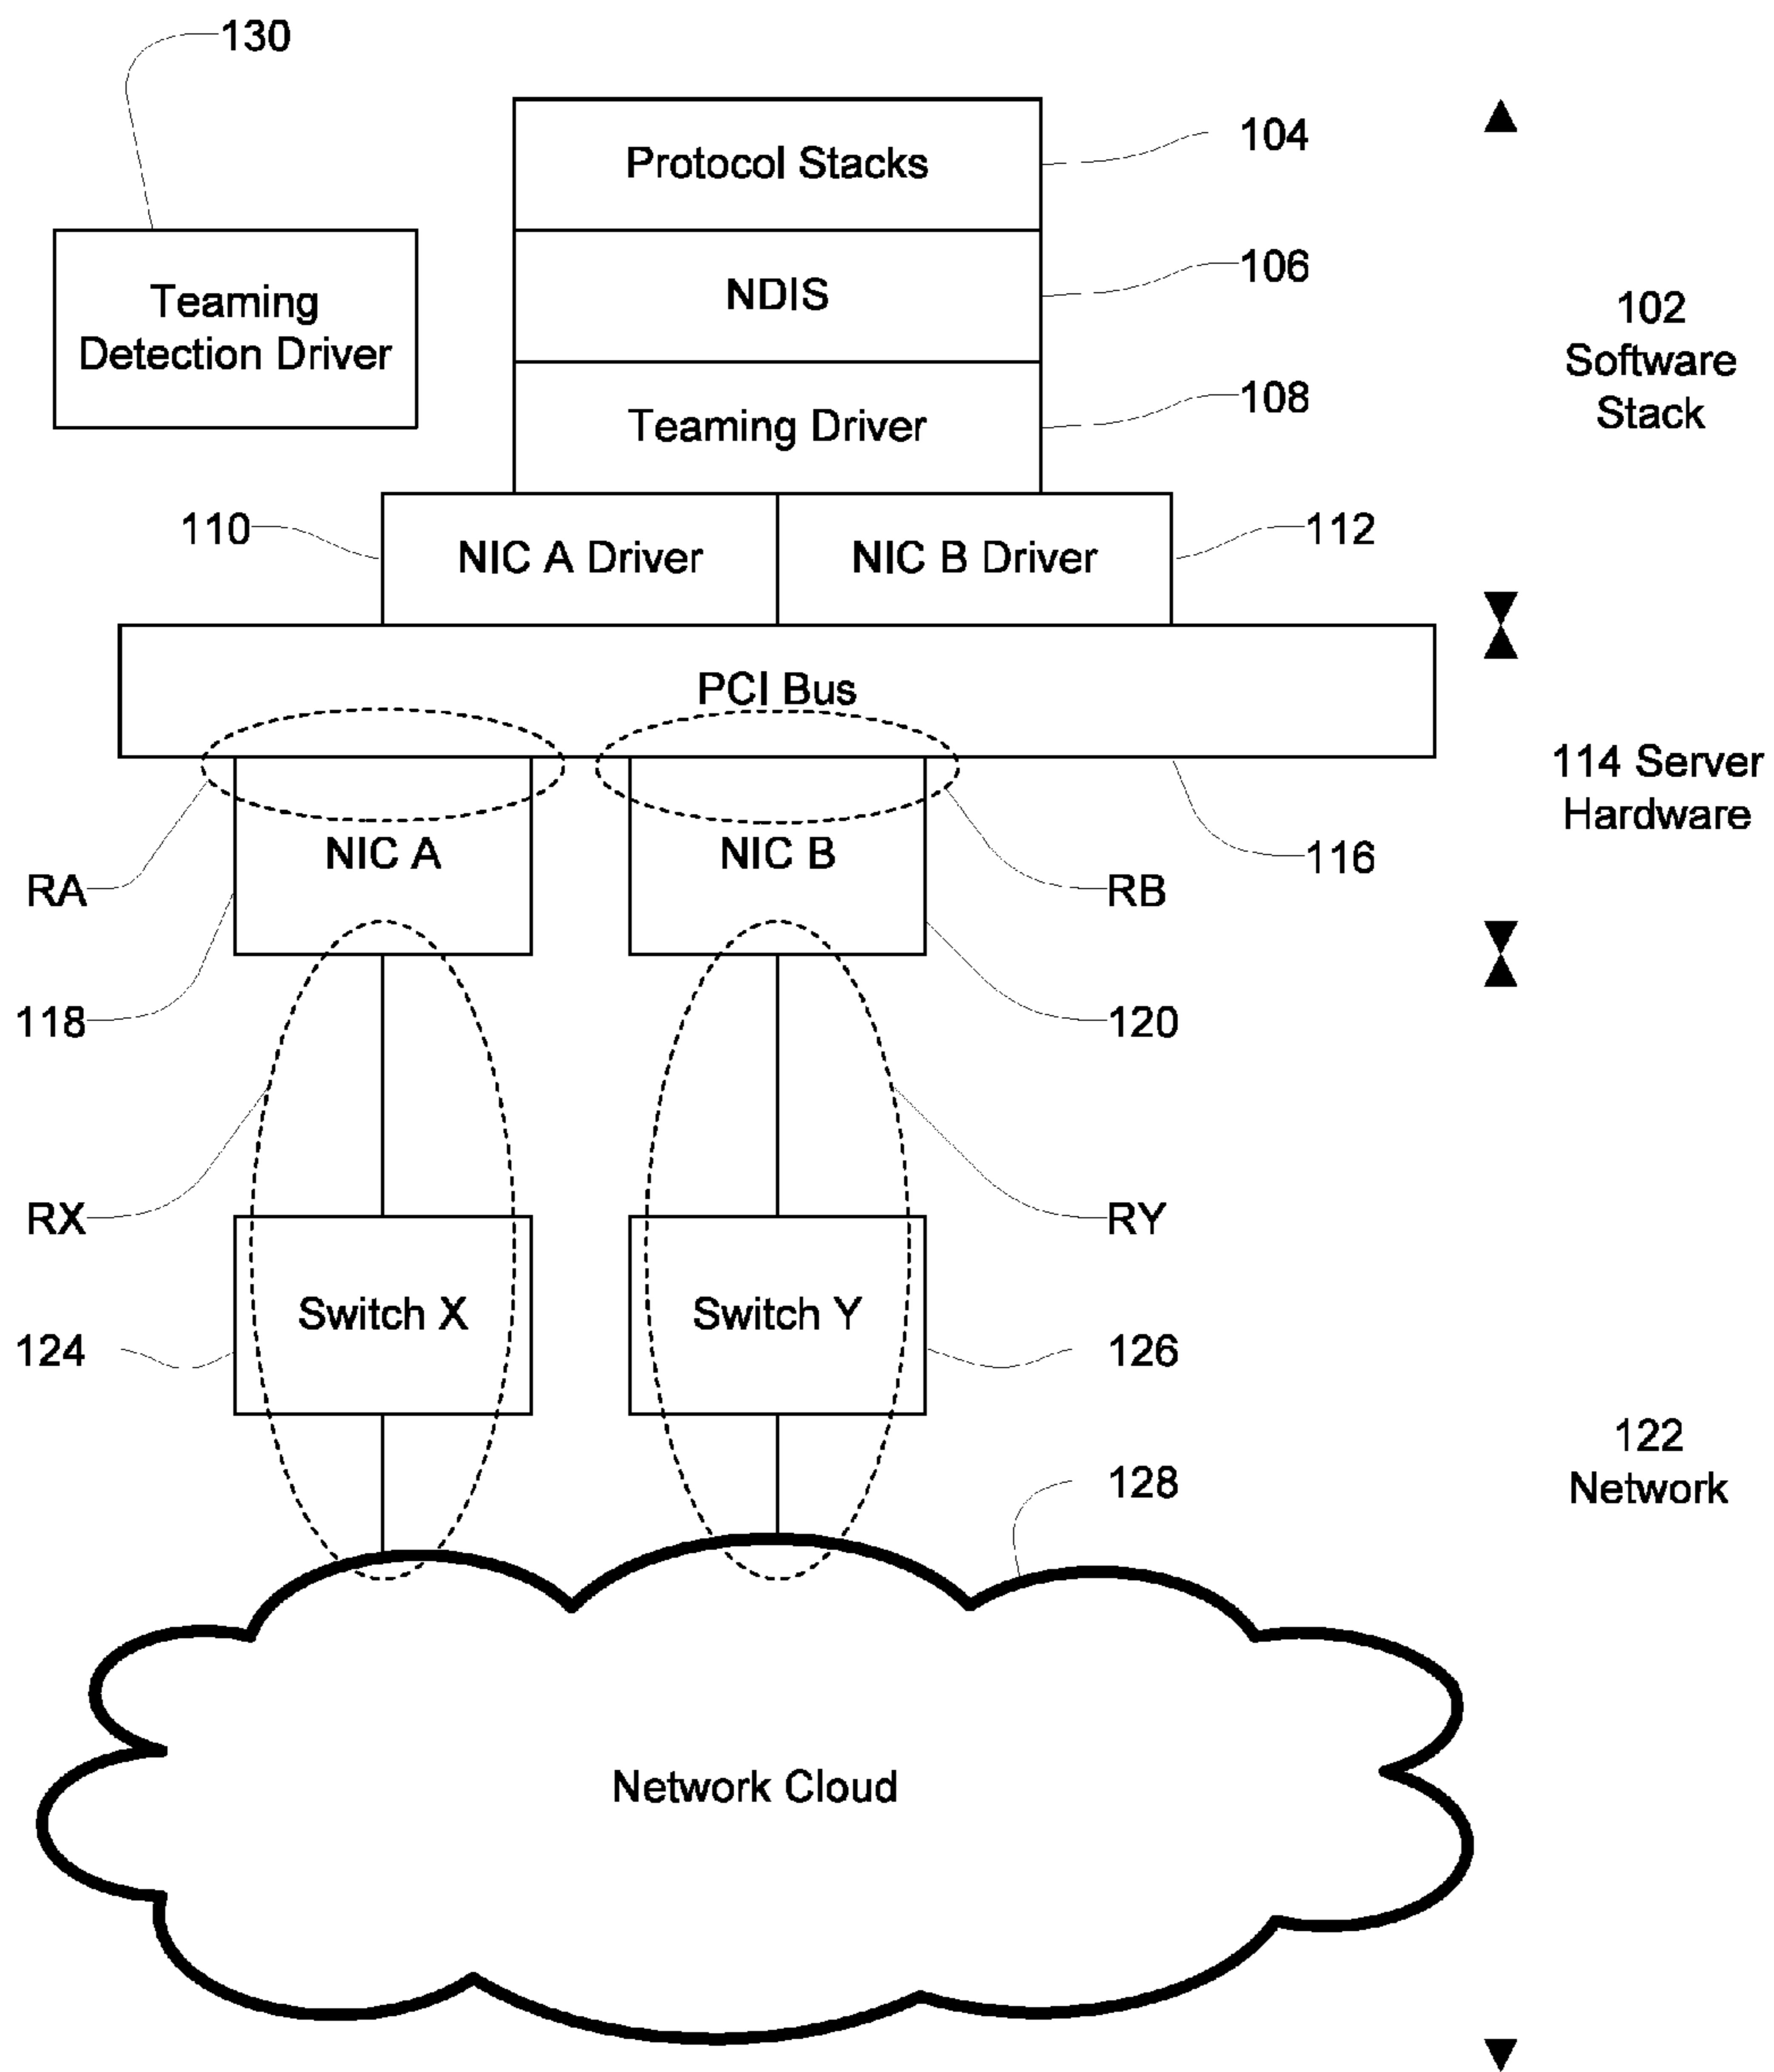 130
Protocol Stacks
104
Teaming
Detection Driver
NDIS
106
102
Software
Stack
Teaming Driver
108
110
NIC A Driver
NIC B Driver
112
PCI Bus
114 Server
Hardware
NIC A
NIC B
116
RA
RB
118
120
RX
RY
Switch X
Switch Y
124
126
122
Network
128
Network Cloud